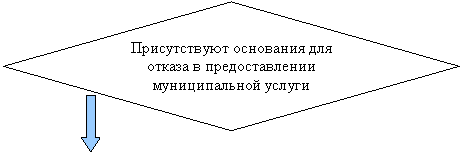 Присутствуют основания для
отказа в предоставлении
муниципальной услуги